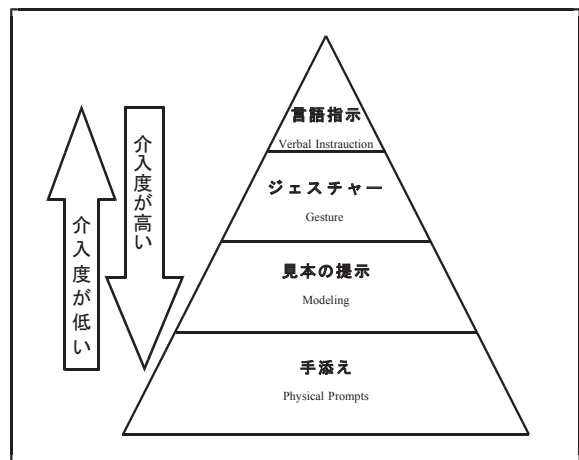 言語指示
Verbal Instrauction
ジェスチャー
Gesture
見本の提示
Modeling
手添え
Physical Prompts
介入度が低い
介入度が高い